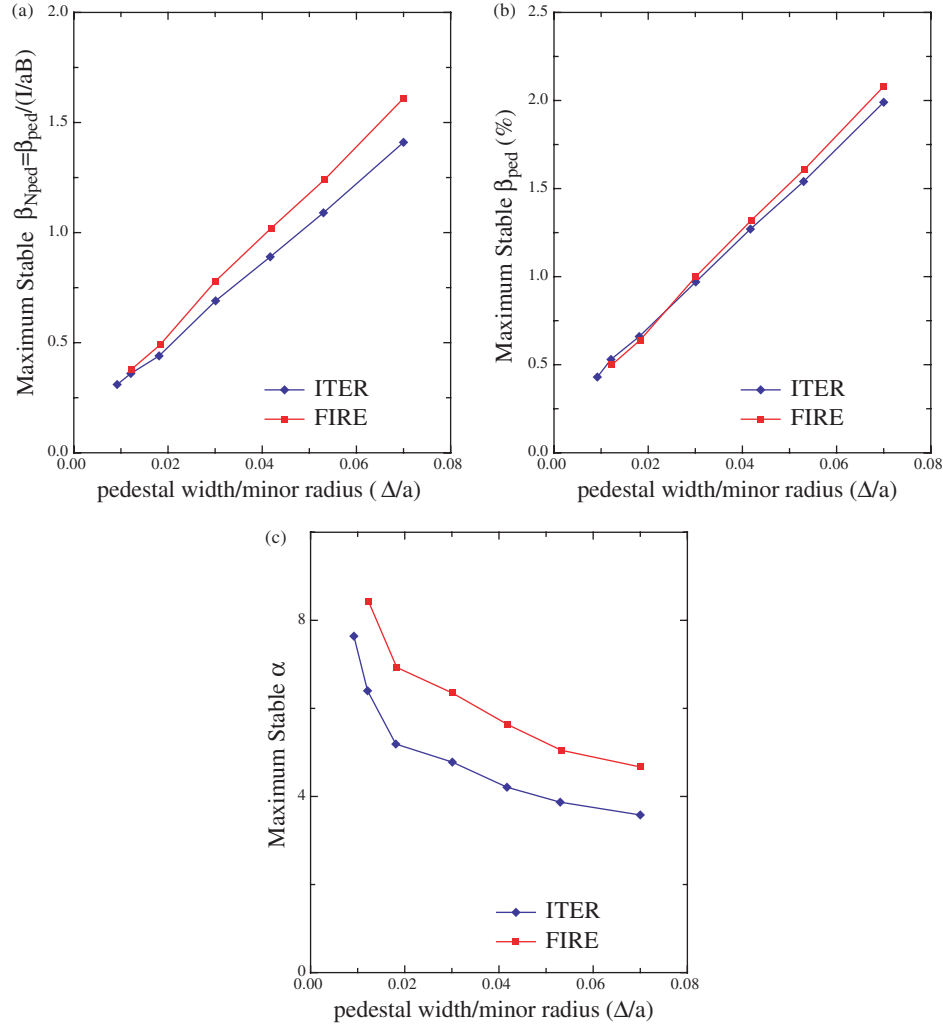 (a)
2.0
1.5
1.0
0.5
0.0
Maximum Stable β_Nped=β_ped/(I/aB)
ITER
FIRE
0.00 0.02 0.04 0.06 0.08
pedestal width/minor radius (Δ/a)
(b)
2.5
2.0
1.5
1.0
0.5
0.0
Maximum Stable β_ped (%)
ITER
FIRE
0.00 0.02 0.04 0.06 0.08
pedestal width/minor radius (Δ/a)
(c)
8
4
0
Maximum Stable α
ITER
FIRE
0.00 0.02 0.04 0.06 0.08
pedestal width/minor radius (Δ/a)